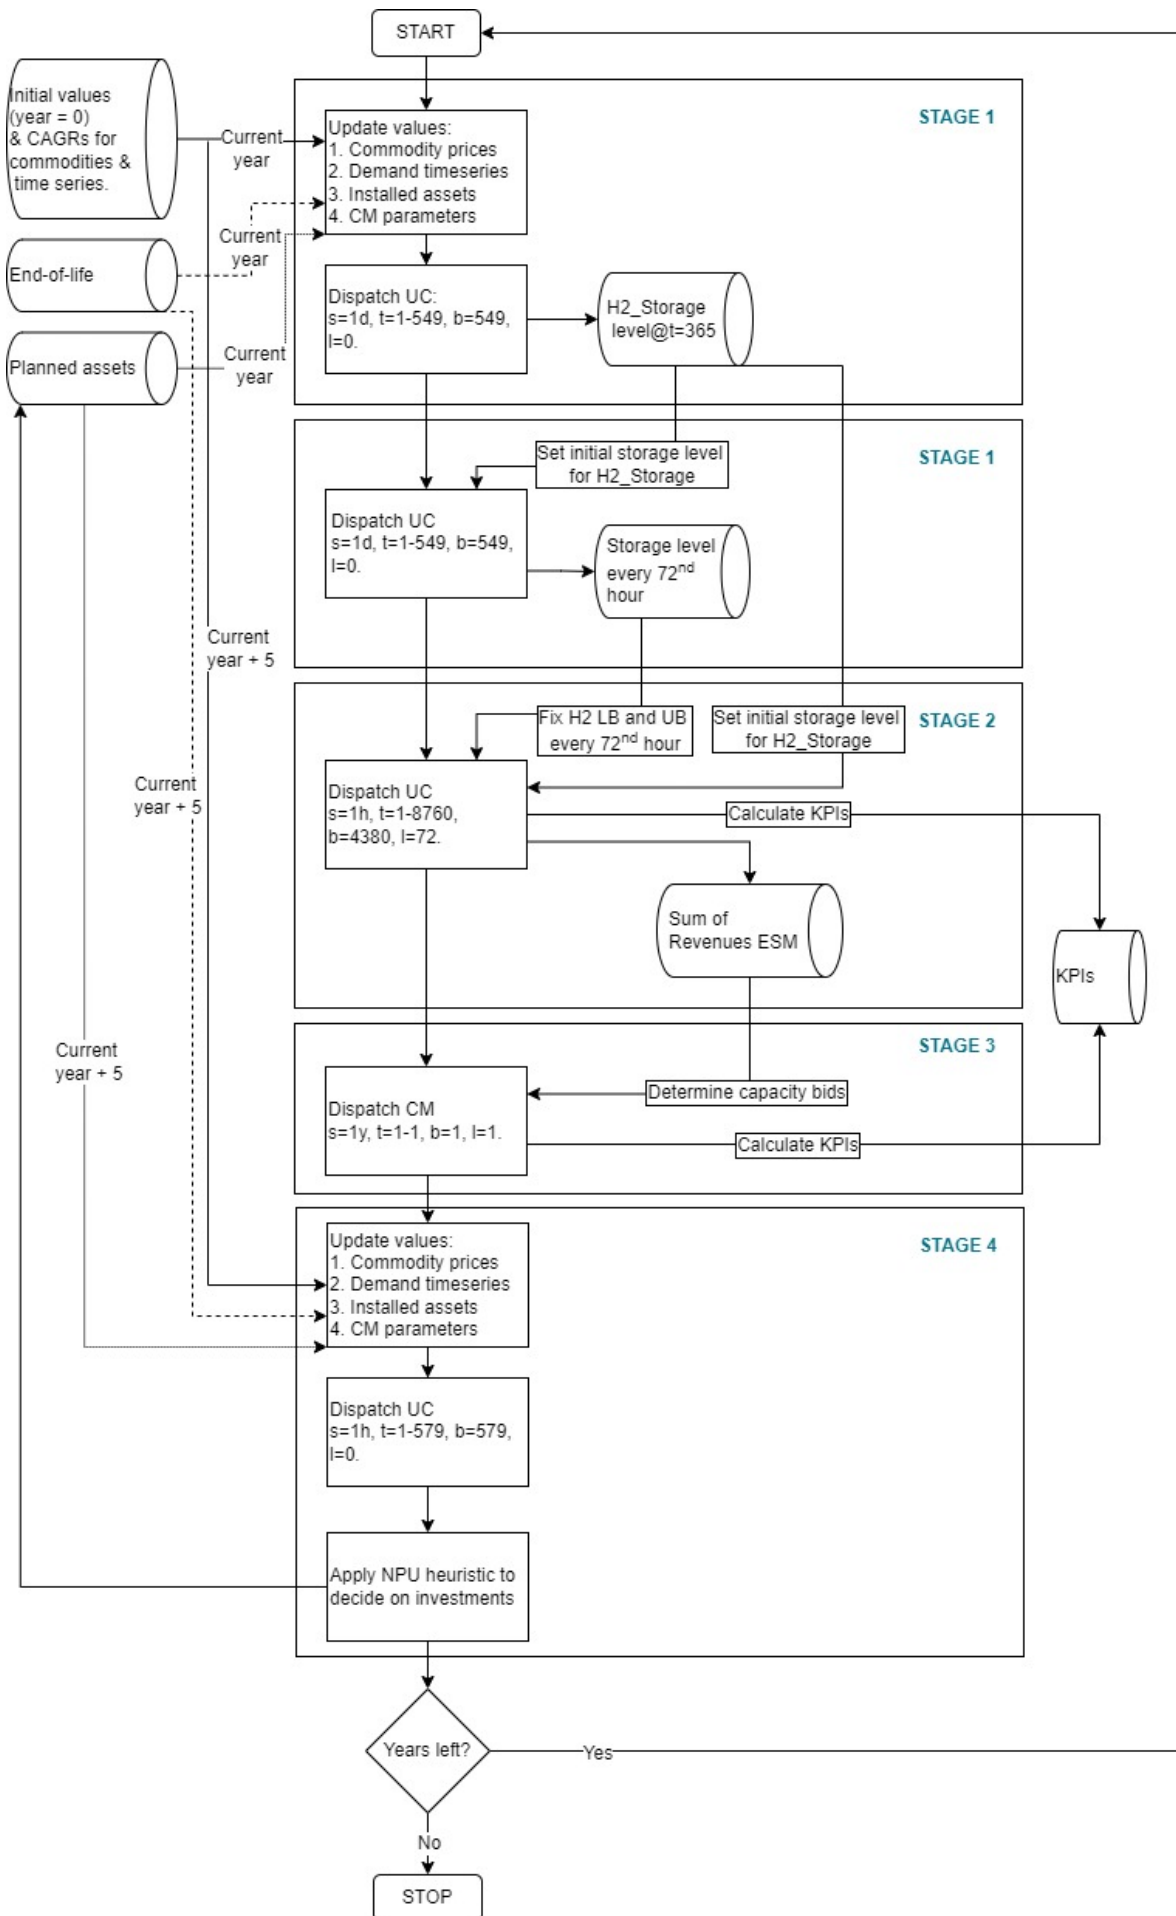 START
Initial values
(year = 0)
& CAGRs for
commodities &
time series.
Current
year
STAGE 1
Update values:
1. Commodity prices
2. Demand timeseries
3. Installed assets
4. CM parameters
End-of-life
Current
year
Dispatch UC:
s=1d, t=1-549, b=549,
l=0.
H2_Storage
level@t=365
Planned assets
Current
year
STAGE 1
Set initial storage level
for H2_Storage
Dispatch UC
s=1d, t=1-549, b=549,
l=0.
Storage level
every 72nd
hour
Current
year + 5
STAGE 2
Fix H2 LB and UB
every 72nd hour
Set initial storage level
for H2_Storage
Current
year + 5
Dispatch UC
s=1h, t=1-8760,
b=4380, l=72.
Calculate KPIs
Sum of
Revenues ESM
KPIs
STAGE 3
Current
year + 5
Determine capacity bids
Dispatch CM
s=1y, t=1-1, b=1, l=1.
Calculate KPIs
STAGE 4
Update values:
1. Commodity prices
2. Demand timeseries
3. Installed assets
4. CM parameters
Dispatch UC
s=1h, t=1-579, b=579,
l=0.
Apply NPU heuristic to
decide on investments
Years left?
Yes
No
STOP